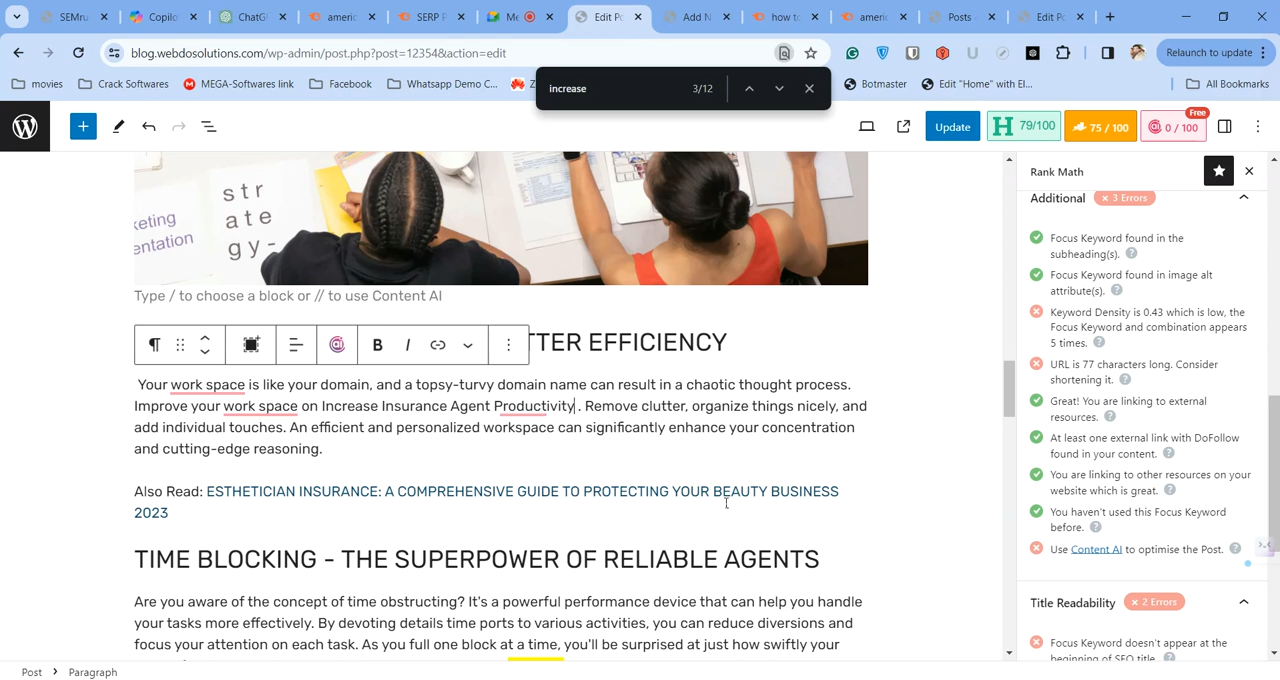 SEMru
Copilo
ChatG
americ
SERP P
Me
Edit Po
Add N
how to
americ
Posts
Edit Po
blog.webdosolutions.com/wp-admin/post.php?post=12354&action=edit
Relaunch to update
movies
Crack Softwares
MEGA-Softwares link
Facebook
Whatsapp Demo C...
Botmaster
Edit "Home" with El...
All Bookmarks
increase
3/12
Update
79/100
75 / 100
0 / 100
Free
str
ate
gy-
keting
entation
Type / to choose a block or // to use Content AI
TTER EFFICIENCY
Your work space is like your domain, and a topsy-turvy domain name can result in a chaotic thought process.
Improve your work space on Increase Insurance Agent Productivity . Remove clutter, organize things nicely, and
add individual touches. An efficient and personalized workspace can significantly enhance your concentration
and cutting-edge reasoning.
Also Read: ESTHETICIAN INSURANCE: A COMPREHENSIVE GUIDE TO PROTECTING YOUR BEAUTY BUSINESS
2023
TIME BLOCKING - THE SUPERPOWER OF RELIABLE AGENTS
Are you aware of the concept of time obstructing? It's a powerful performance device that can help you handle
your tasks more effectively. By devoting details time ports to various activities, you can reduce diversions and
focus your attention on each task. As you full one block at a time, you'll be surprised at just how swiftly your
Rank Math
Additional
× 3 Errors
Focus Keyword found in the
subheading(s).
Focus Keyword found in image alt
attribute(s).
Keyword Density is 0.43 which is low, the
Focus Keyword and combination appears
5 times.
URL is 77 characters long. Consider
shortening it.
Great! You are linking to external
resources.
At least one external link with DoFollow
found in your content.
You are linking to other resources on your
website which is great.
You haven't used this Focus Keyword
before.
Use Content AI to optimise the Post.
Title Readability
× 2 Errors
Focus Keyword doesn't appear at the
beginning of SEO title.
Post
Paragraph